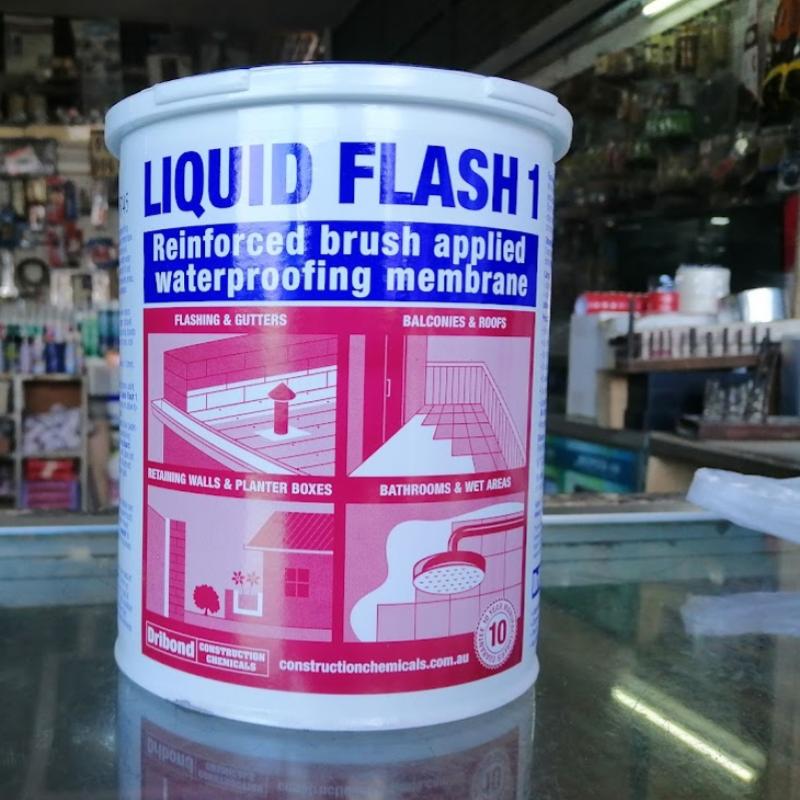 LIQUID FLASH 1
Reinforced brush applied
waterproofing membrane
FLASHING & GUTTERS
BALCONIES & ROOFS
RETAINING WALLS & PLANTER BOXES
BATHROOMS & WET AREAS
Dribond
CONSTRUCTION
CHEMICALS
constructionchemicals.com.au
10